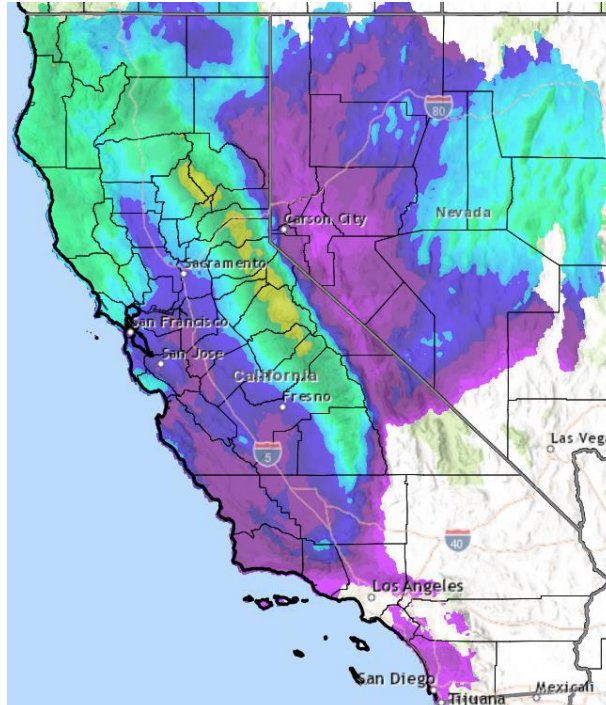 80
Nevada
Carson City
Sacramento
San Francisco
San Jose
California
Fresno
5
Las Vega
40
Los Angeles
San Diego
Mexicali
Tijuana